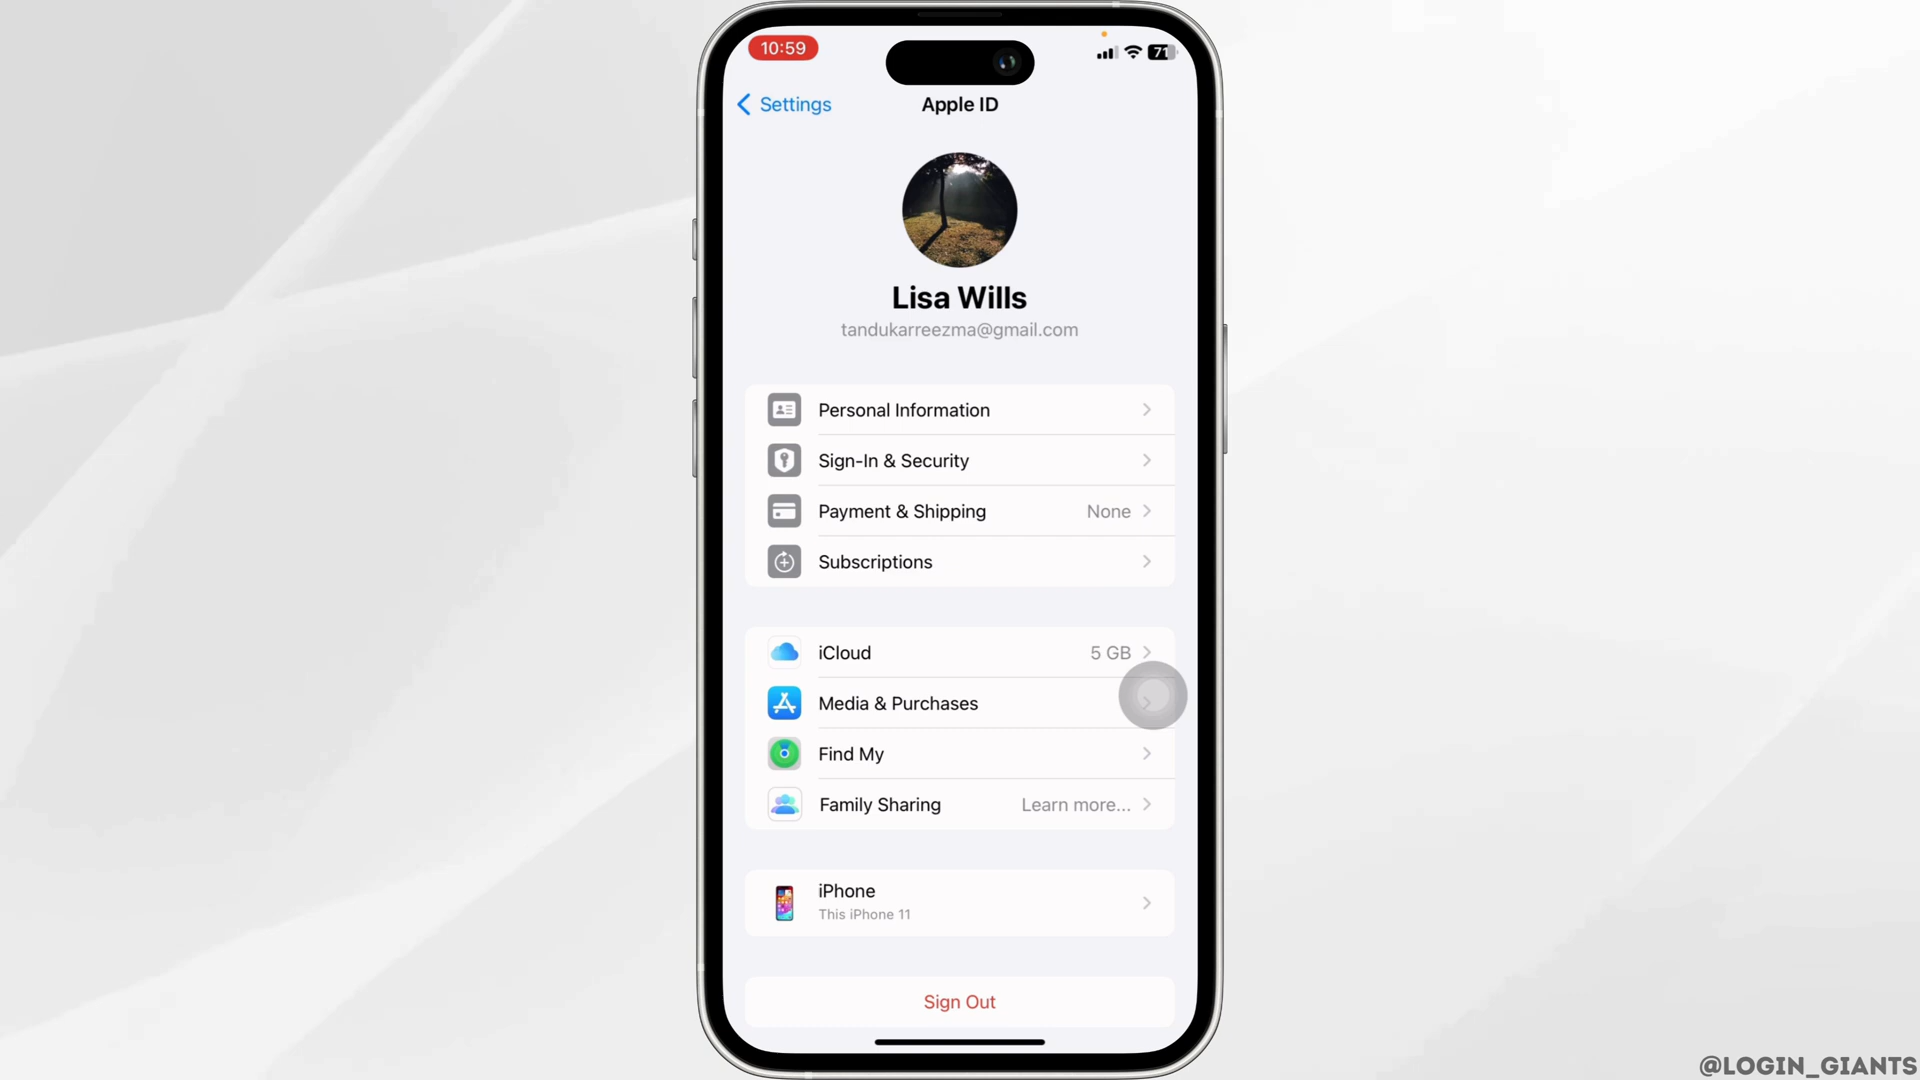 10:59
71
Settings
Apple ID
Lisa Wills
tandukarreezma@gmail.com
Personal Information
Sign-In & Security
Payment & Shipping None
Subscriptions
iCloud 5 GB
Media & Purchases
Find My
Family Sharing Learn more...
iPhone
This iPhone 11
Sign Out
@LOGIN_GIANTS